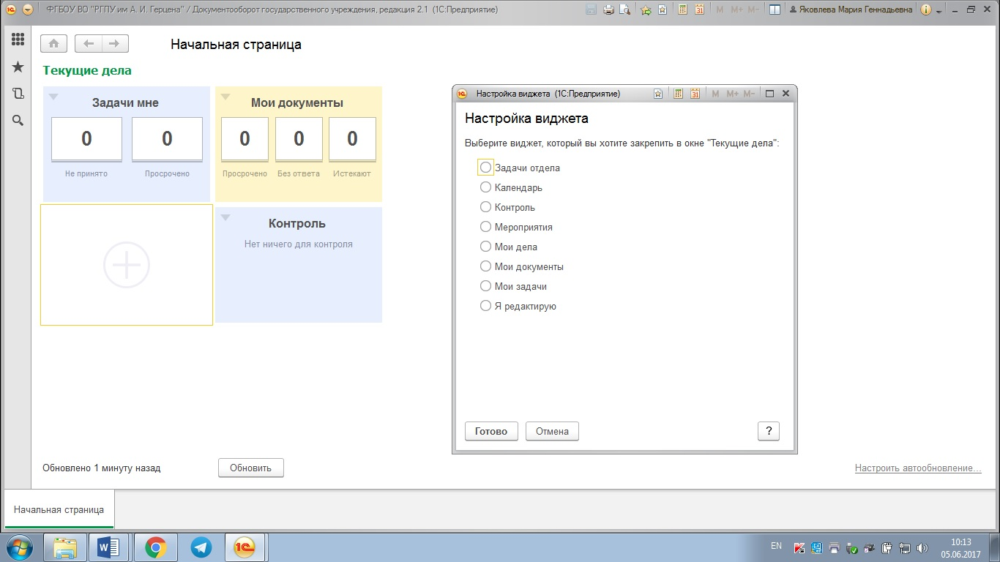 ФГБОУ ВО "РГПУ им А. И. Герцена" / Документооборот государственного учреждения, редакция 2.1 (1С:Предприятие)
31 M M+ M- Яковлева Мария Геннадьевна
Начальная страница
Текущие дела
Задачи мне
0 0
Не принято Просрочено
Мои документы
0 0 0
Просрочено Без ответа Истекают
Контроль
Нет ничего для контроля
Настройка виджета (1С:Предприятие) 31 M M+ M-
Настройка виджета
Выберите виджет, который вы хотите закрепить в окне "Текущие дела":
Задачи отдела
Календарь
Контроль
Мероприятия
Мои дела
Мои документы
Мои задачи
Я редактирую
Готово Отмена ?
Обновлено 1 минуту назад Обновить Настроить автообновление...
Начальная страница
EN 10:13
05.06.2017